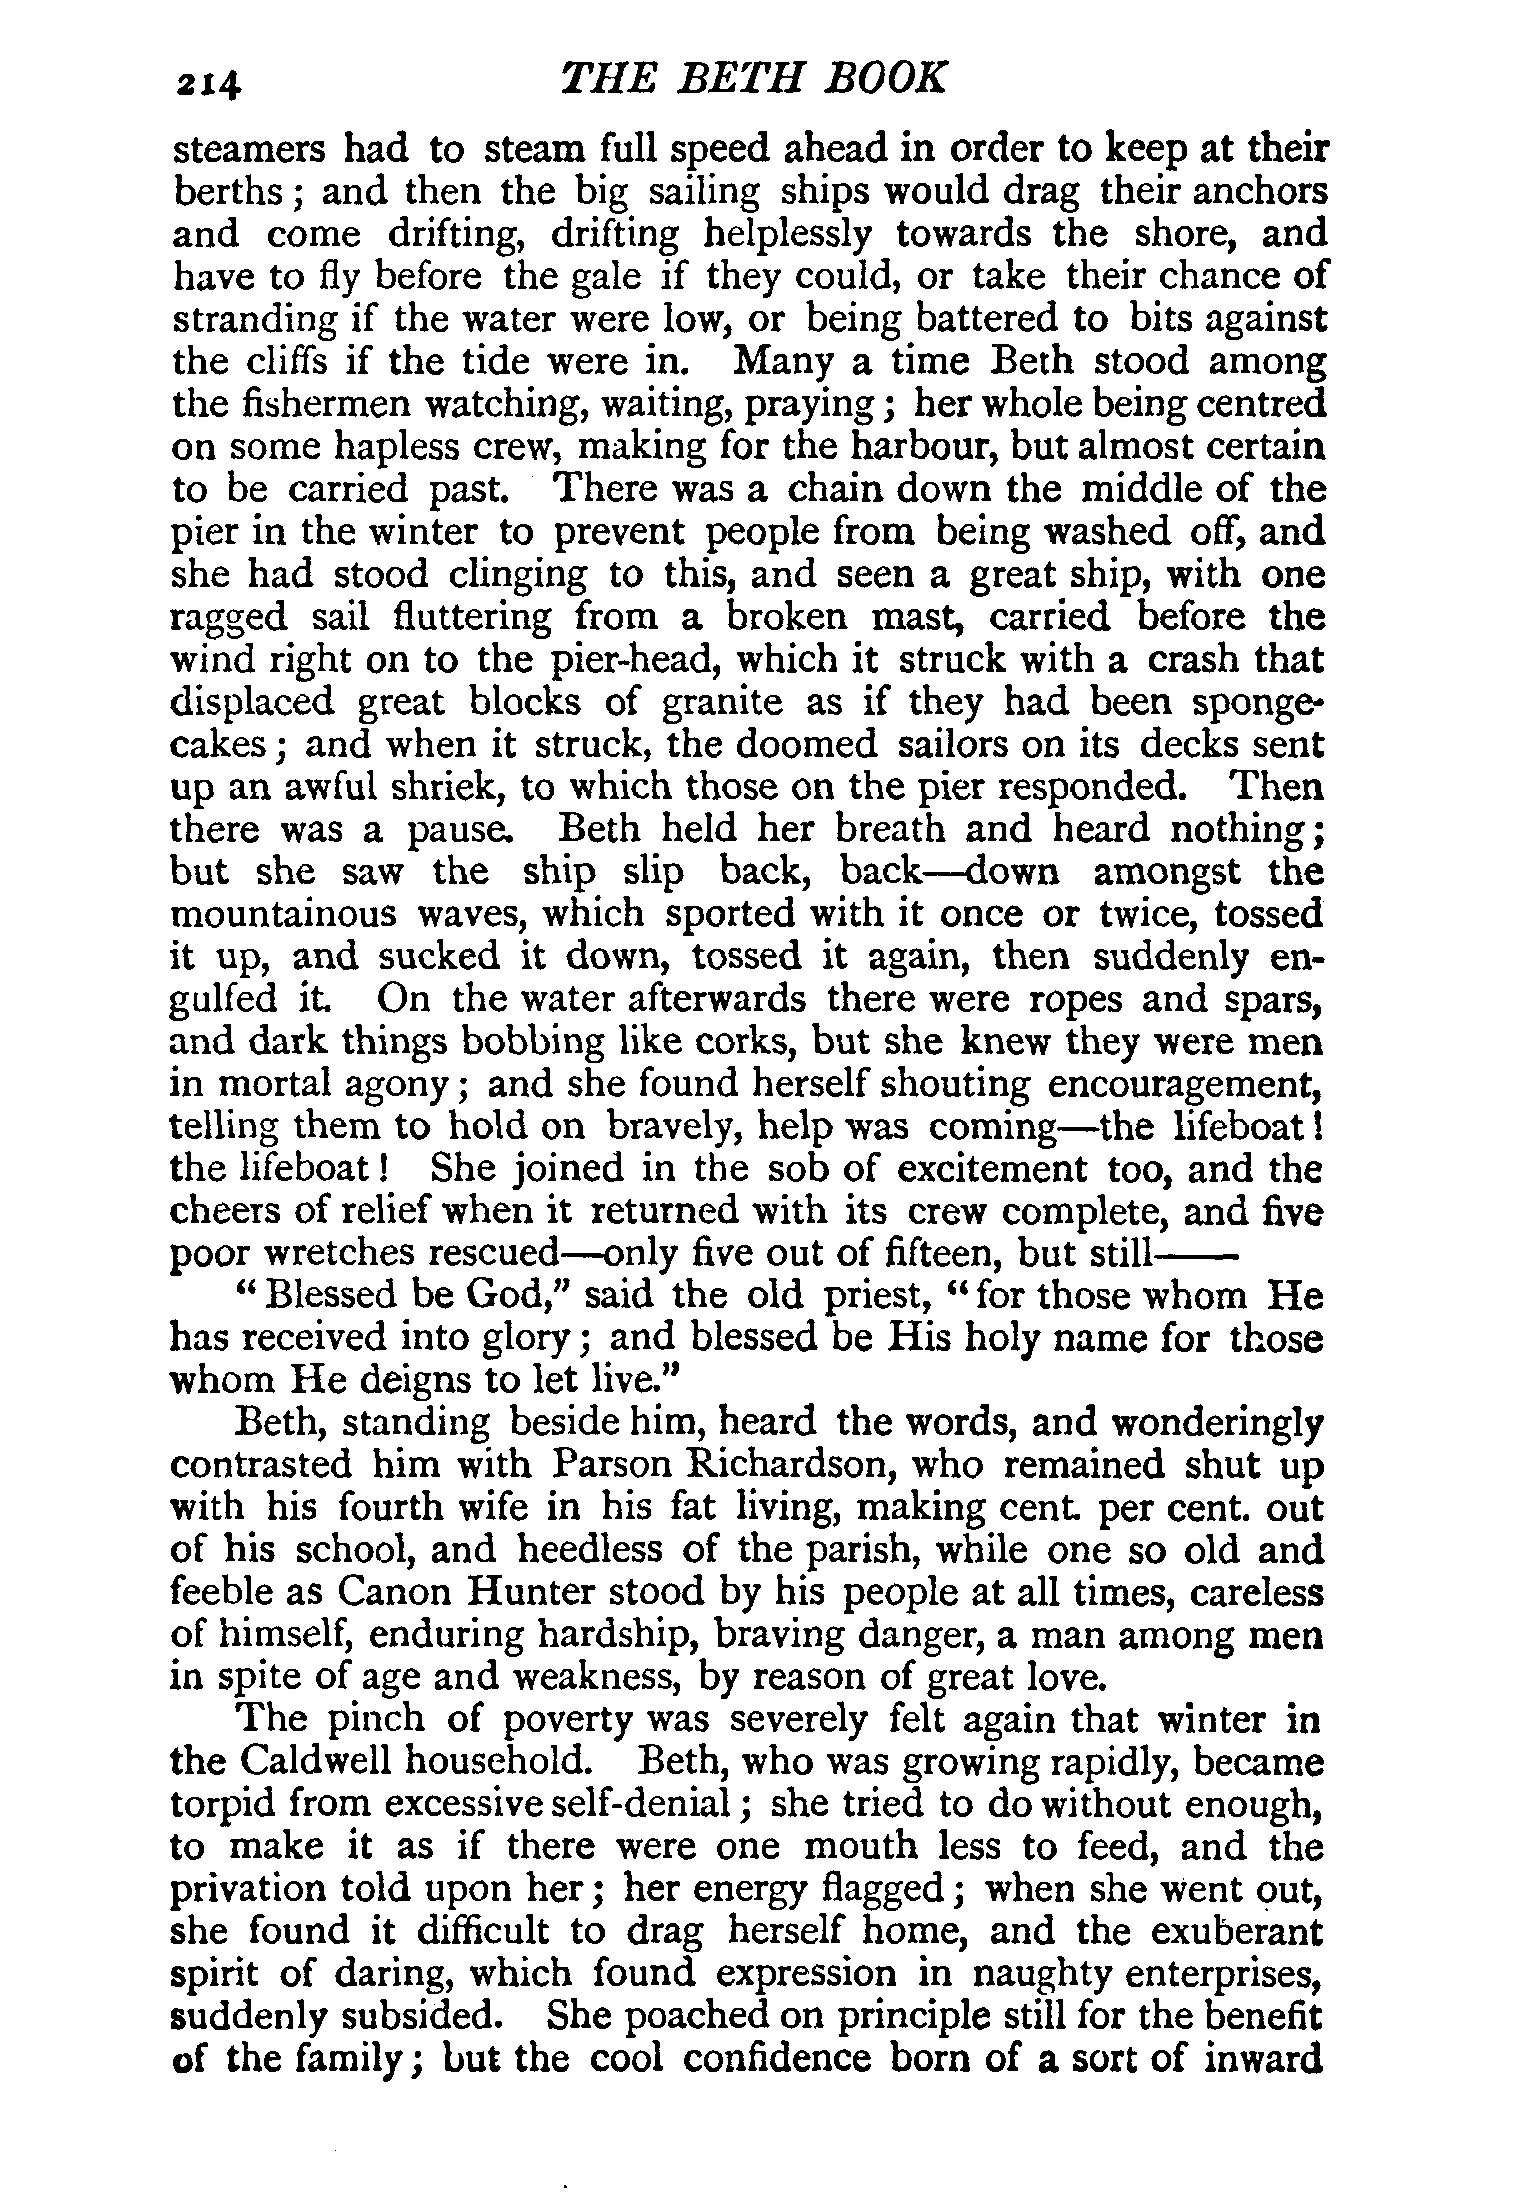 214 THE BETH BOOK
steamers had to steam full speed ahead in order to keep at their
berths ; and then the big sailing ships would drag their anchors
and come drifting, drifting helplessly towards the shore, and
have to fly before the gale if they could, or take their chance of
stranding if the water were low, or being battered to bits against
the cliffs if the tide were in. Many a time Beth stood among
the fishermen watching, waiting, praying ; her whole being centred
on some hapless crew, making for the harbour, but almost certain
to be carried past. There was a chain down the middle of the
pier in the winter to prevent people from being washed off, and
she had stood clinging to this, and seen a great ship, with one
ragged sail fluttering from a broken mast, carried before the
wind right on to the pier-head, which it struck with a crash that
displaced great blocks of granite as if they had been sponge-
cakes ; and when it struck, the doomed sailors on its decks sent
up an awful shriek, to which those on the pier responded. Then
there was a pause. Beth held her breath and heard nothing ;
but she saw the ship slip back, back—down amongst the
mountainous waves, which sported with it once or twice, tossed
it up, and sucked it down, tossed it again, then suddenly en-
gulfed it. On the water afterwards there were ropes and spars,
and dark things bobbing like corks, but she knew they were men
in mortal agony ; and she found herself shouting encouragement,
telling them to hold on bravely, help was coming—the lifeboat !
the lifeboat ! She joined in the sob of excitement too, and the
cheers of relief when it returned with its crew complete, and five
poor wretches rescued—only five out of fifteen, but still——
“ Blessed be God,” said the old priest, “ for those whom He
has received into glory ; and blessed be His holy name for those
whom He deigns to let live.”
Beth, standing beside him, heard the words, and wonderingly
contrasted him with Parson Richardson, who remained shut up
with his fourth wife in his fat living, making cent. per cent. out
of his school, and heedless of the parish, while one so old and
feeble as Canon Hunter stood by his people at all times, careless
of himself, enduring hardship, braving danger, a man among men
in spite of age and weakness, by reason of great love.
The pinch of poverty was severely felt again that winter in
the Caldwell household. Beth, who was growing rapidly, became
torpid from excessive self-denial ; she tried to do without enough,
to make it as if there were one mouth less to feed, and the
privation told upon her ; her energy flagged ; when she went out,
she found it difficult to drag herself home, and the exuberant
spirit of daring, which found expression in naughty enterprises,
suddenly subsided. She poached on principle still for the benefit
of the family ; but the cool confidence born of a sort of inward